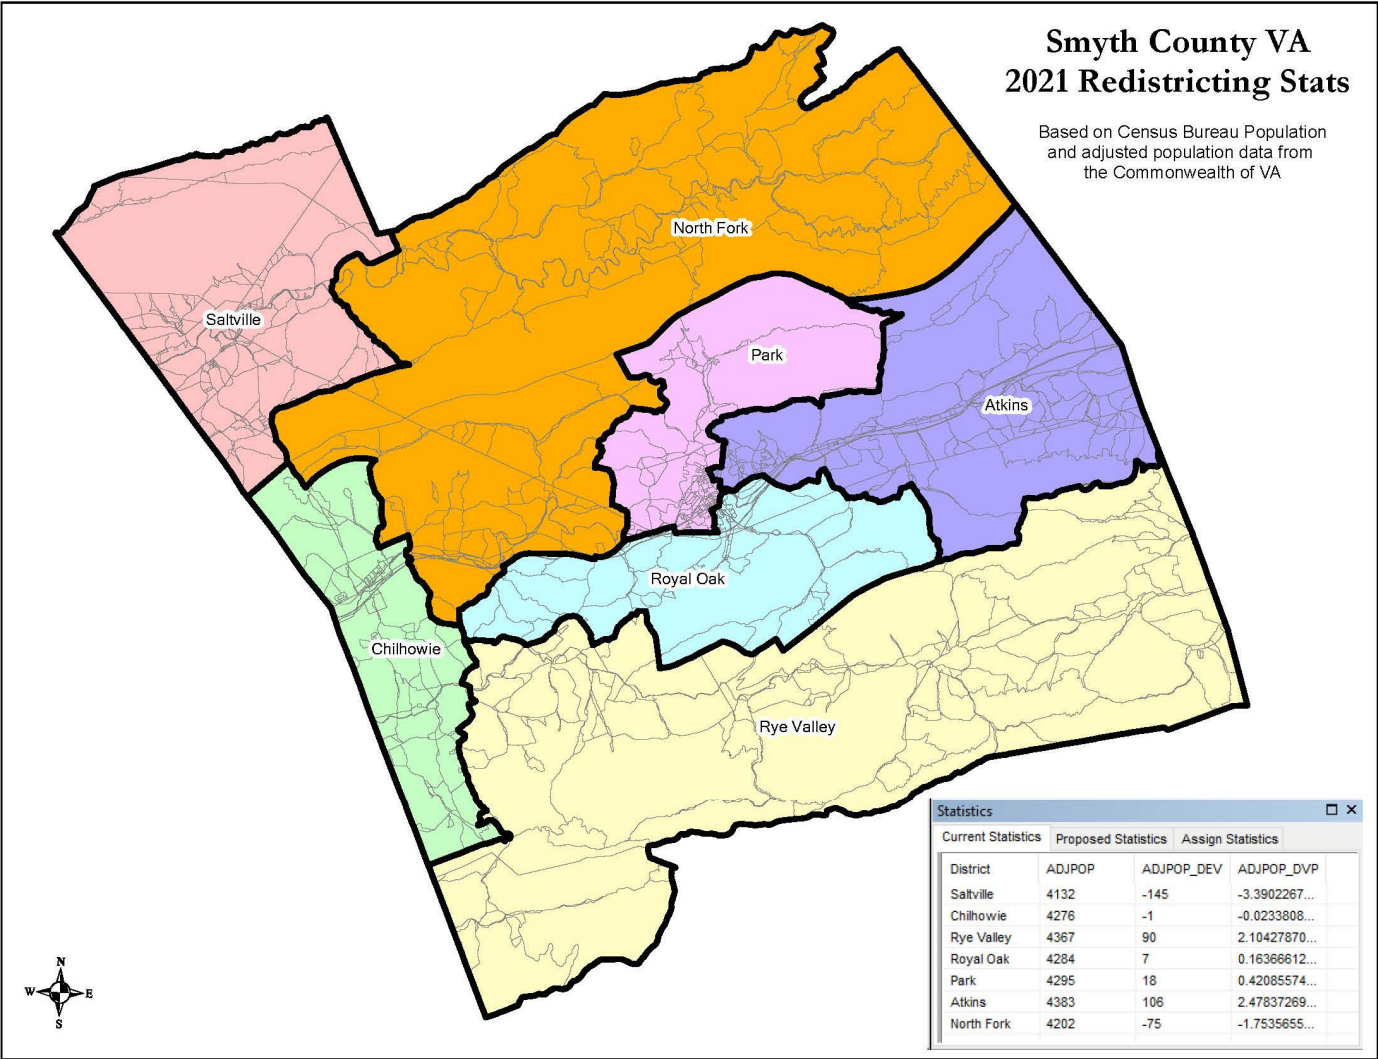 Smyth County VA
2021 Redistricting Stats
Based on Census Bureau Population
and adjusted population data from
the Commonwealth of VA
North Fork
Saltville
Park
Atkins
Royal Oak
Chilhowie
Rye Valley
N
W E
S
Statistics
Current Statistics Proposed Statistics Assign Statistics
District ADJPOP ADJPOP_DEV ADJPOP_DVP
Saltville 4132 -145 -3.3902267...
Chilhowie 4276 -1 -0.0233808...
Rye Valley 4367 90 2.10427870...
Royal Oak 4284 7 0.16366612...
Park 4295 18 0.42085574...
Atkins 4383 106 2.47837269...
North Fork 4202 -75 -1.7535655...